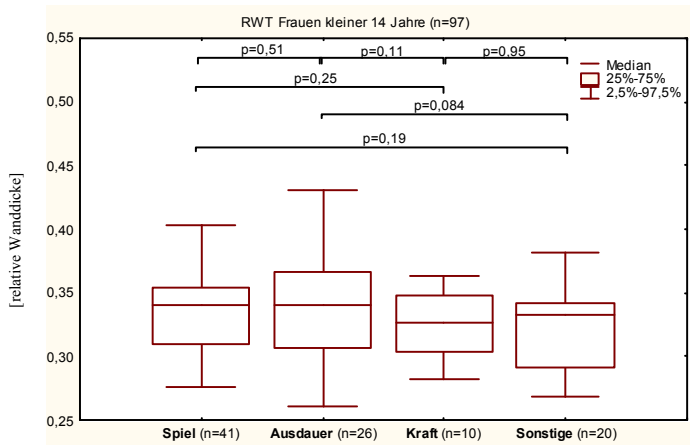 RWT Frauen kleiner 14 Jahre (n=97)
0,55
0,50
0,45
0,40
0,35
0,30
0,25
[relative Wanddicke]
p=0,51
p=0,11
p=0,95
p=0,25
p=0,084
p=0,19
Median
25%-75%
2,5%-97,5%
Spiel (n=41)
Ausdauer (n=26)
Kraft (n=10)
Sonstige (n=20)